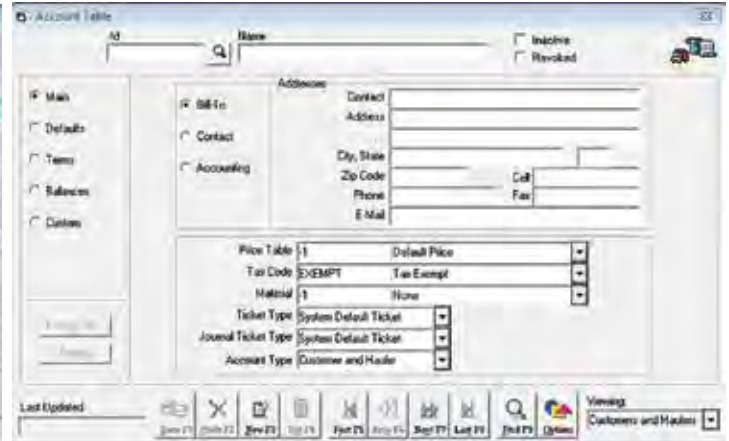 Account Table
Id
Name
Inactive
Revoked
Main
Defaults
Terms
Balances
Custom
Addresses
Bill-To
Contact
Accounting
Contact
Address
City, State
Zip Code
Cell
Phone
Fax
E-Mail
Price Table -1 Default Price
Tax Code EXEMPT Tax Exempt
Material -1 None
Ticket Type System Default Ticket
Journal Ticket Type System Default Ticket
Account Type Customer and Hauler
Last Updated
New F9
First F5
Next F7
Last F8
Find F9
Options
Viewing:
Customers and Haulers